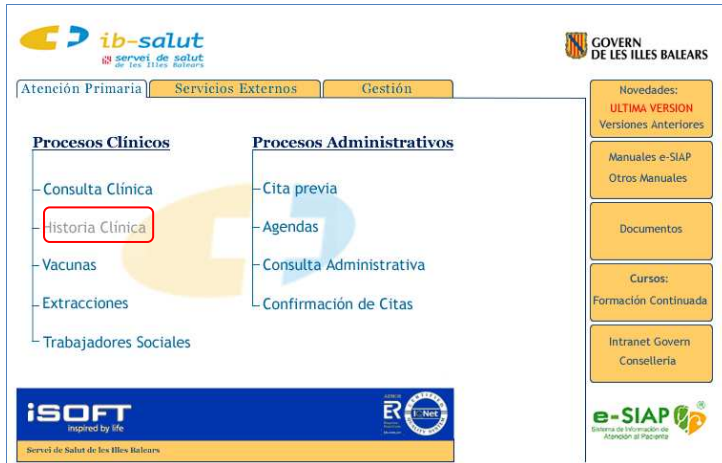 ib-salut
servei de salut
de les Illes Balears
GOVERN
DE LES ILLES BALEARS
Atención Primaria
Servicios Externos
Gestión
Procesos Clínicos
Consulta Clínica
Historia Clínica
Vacunas
Extracciones
Trabajadores Sociales
Procesos Administrativos
Cita previa
Agendas
Consulta Administrativa
Confirmación de Citas
Novedades:
ULTIMA VERSION
Versiones Anteriores
Manuales e-SIAP
Otros Manuales
Documentos
Cursos:
Formación Continuada
Intranet Govern
Conselleria
iSOFT
inspired by life
ER
IQNet
Servei de Salut de les Illes Balears
e-SIAP
Sistema de Información de
Atención al Paciente